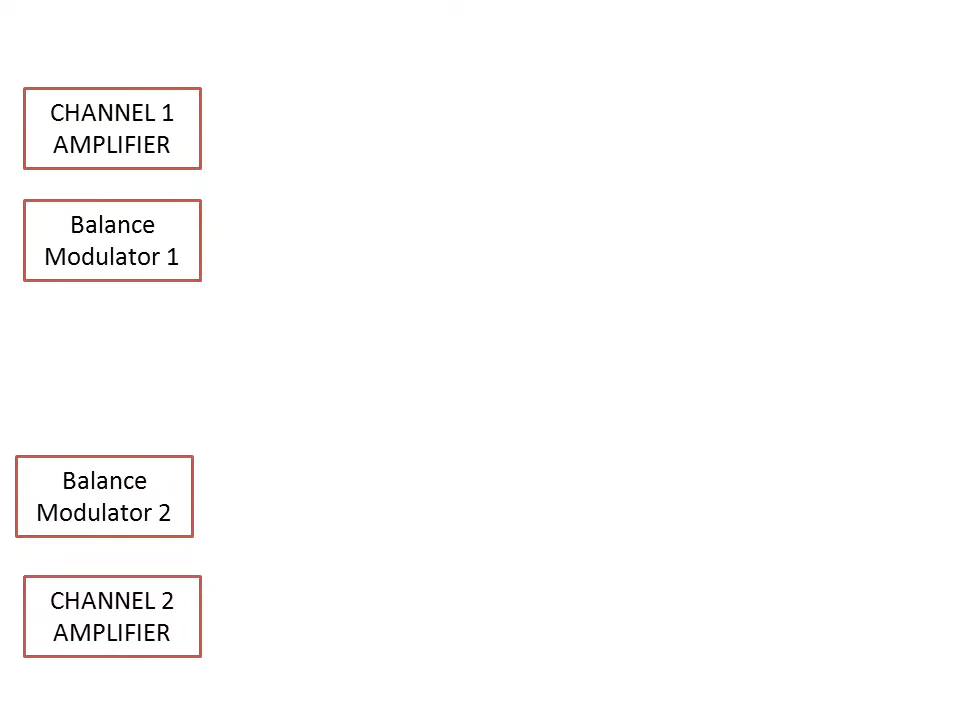 CHANNEL 1
AMPLIFIER
Balance
Modulator 1
Balance
Modulator 2
CHANNEL 2
AMPLIFIER